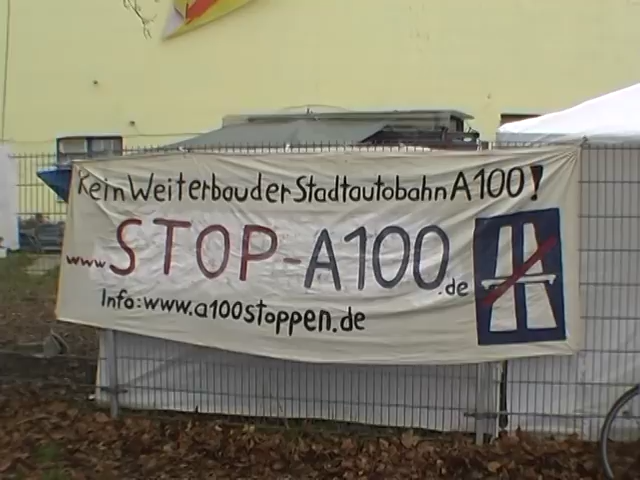 Kein Weiterbau der Stadtautobahn A100!
www STOP-A100.de
Info: www.a100stoppen.de